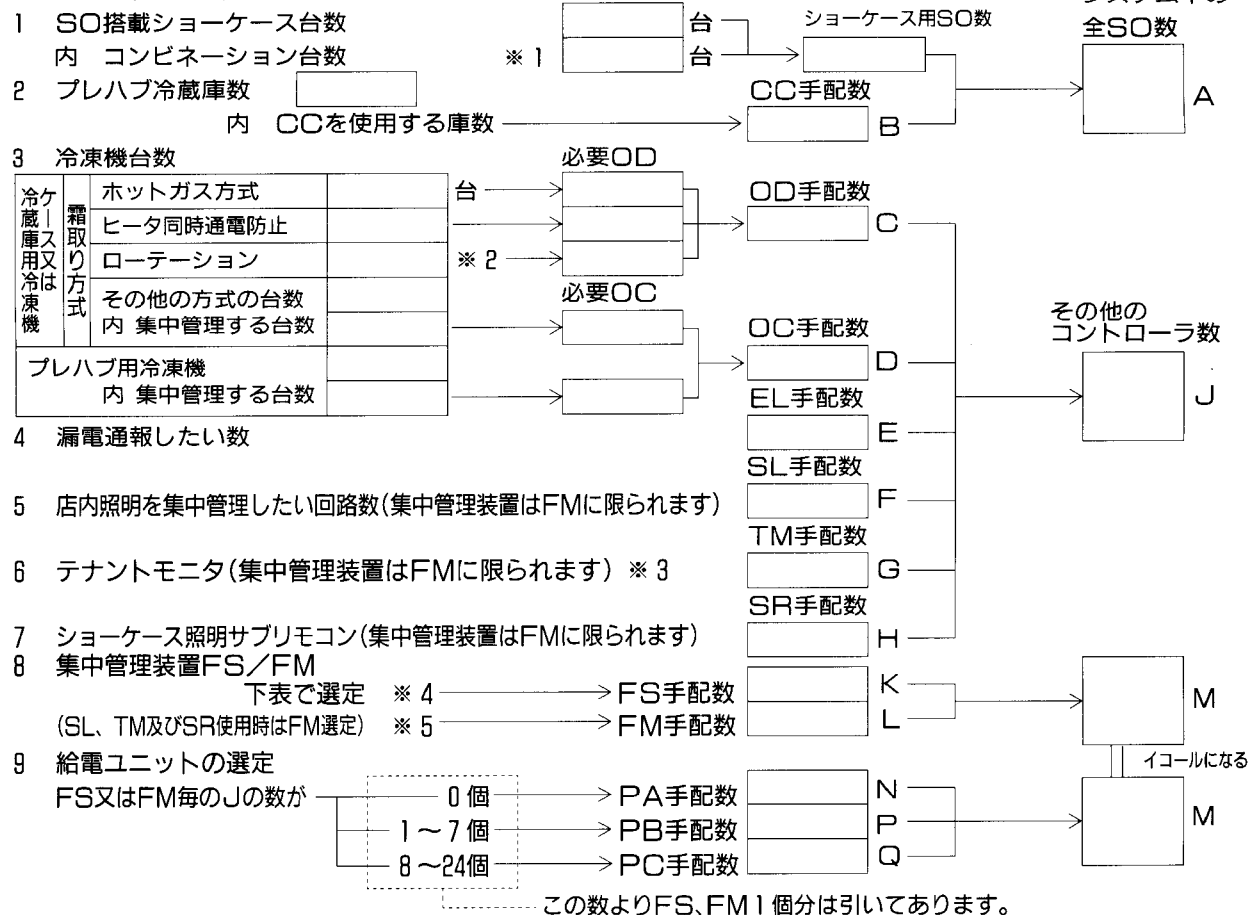 1 SO搭載ショーケース台数 台
ショーケース用SO数
全SO数
内 コンビネーション台数 ※1 台
2 プレハブ冷蔵庫数
CC手配数
A
内 CCを使用する庫数
B
3 冷凍機台数
必要OD
ケース又は冷蔵庫用冷凍機
霜取り方式
ホットガス方式 台
OD手配数
ヒータ同時通電防止
C
ローテーション ※2
その他の方式の台数
必要OC
内 集中管理する台数
OC手配数
その他の
コントローラ数
プレハブ用冷凍機
D
内 集中管理する台数
EL手配数
J
4 漏電通報したい数
E
SL手配数
5 店内照明を集中管理したい回路数(集中管理装置はFMに限られます)
F
TM手配数
6 テナントモニタ(集中管理装置はFMに限られます) ※3
G
SR手配数
7 ショーケース照明サブリモコン(集中管理装置はFMに限られます)
H
8 集中管理装置FS/FM
下表で選定 ※4 FS手配数 K
M
(SL、TM及びSR使用時はFM選定) ※5 FM手配数 L
9 給電ユニットの選定
イコールになる
FS又はFM毎のJの数が 0個 PA手配数 N
1~7個 PB手配数 P
M
8~24個 PC手配数 Q
この数よりFS、FM1個分は引いてあります。